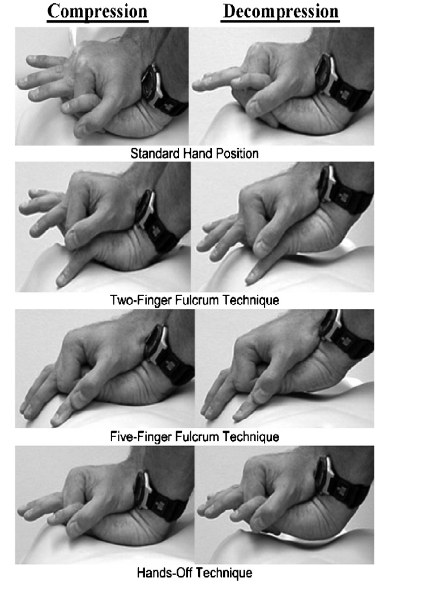 Compression Decompression
Standard Hand Position
Two-Finger Fulcrum Technique
Five-Finger Fulcrum Technique
Hands-Off Technique